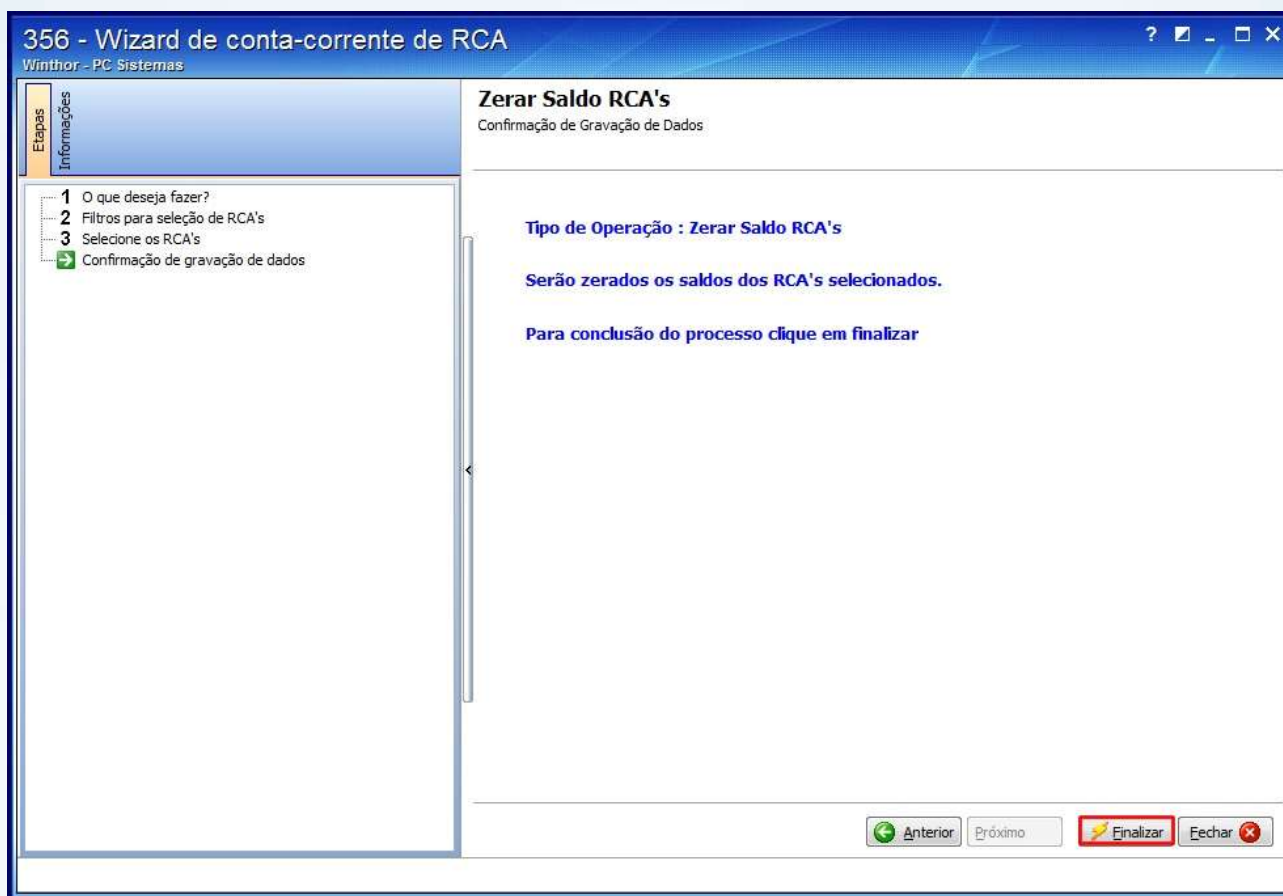 356 - Wizard de conta-corrente de RCA
Winthor - PC Sistemas
Etapas
Informações
1 O que deseja fazer?
2 Filtros para seleção de RCA's
3 Selecione os RCA's
Confirmação de gravação de dados
Zerar Saldo RCA's
Confirmação de Gravação de Dados
Tipo de Operação : Zerar Saldo RCA's
Serão zerados os saldos dos RCA's selecionados.
Para conclusão do processo clique em finalizar
Anterior
Próximo
Finalizar
Fechar